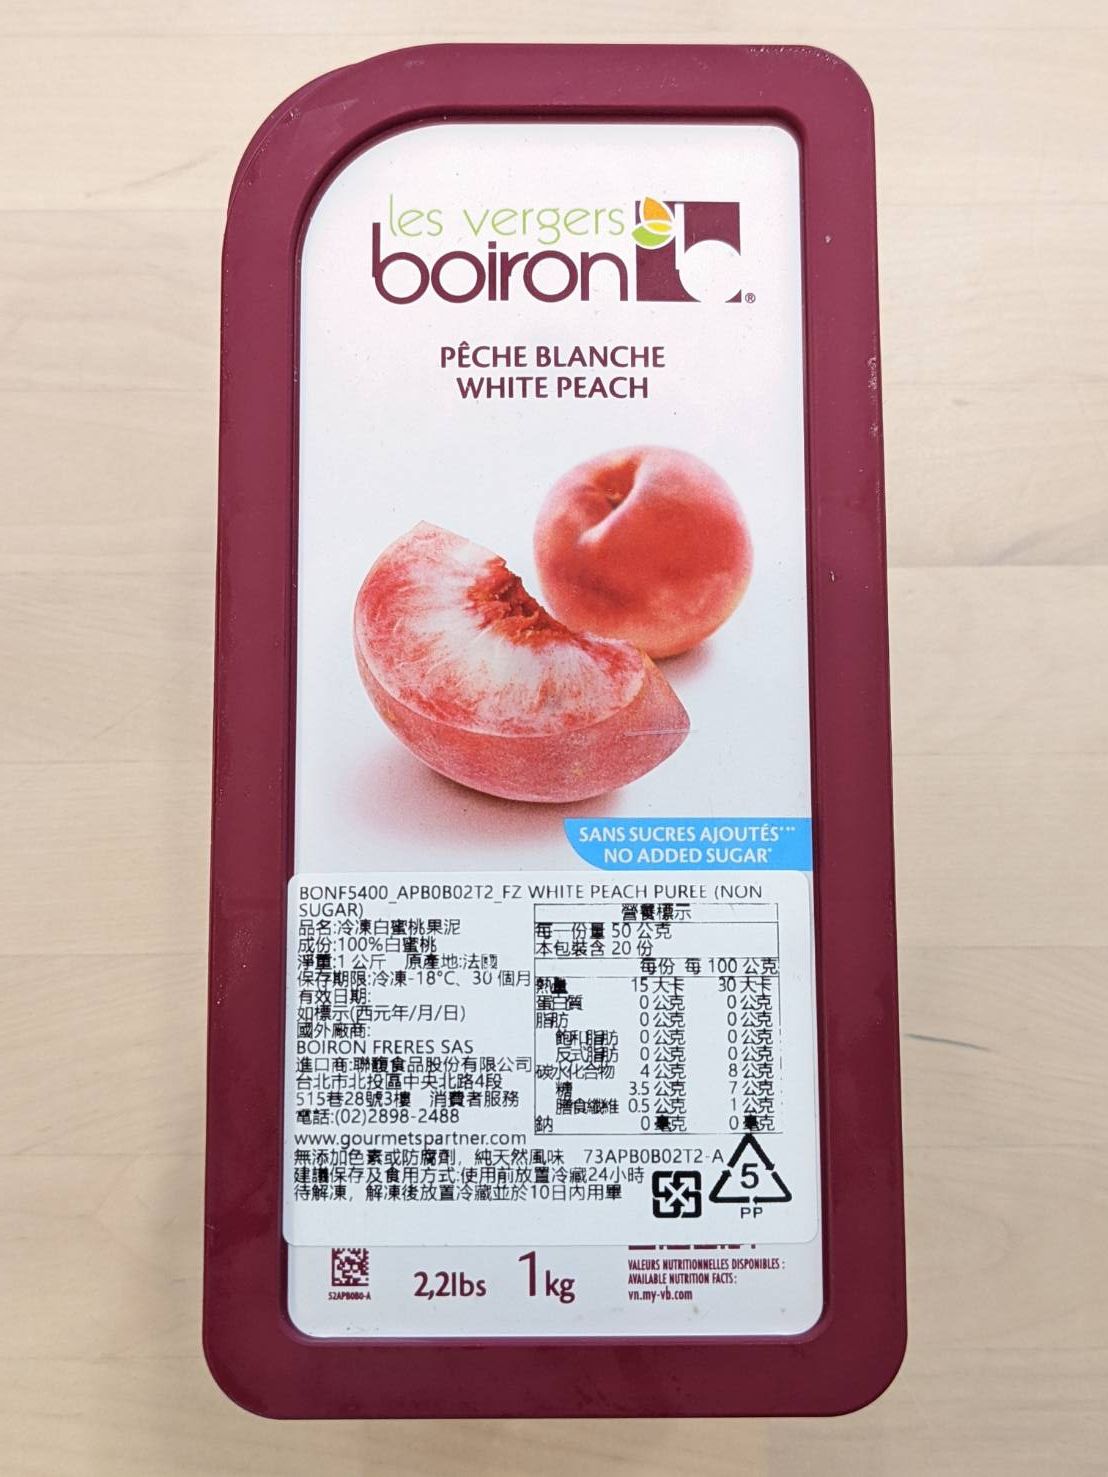 les vergers
boiron
®
PÊCHE BLANCHE
WHITE PEACH
SANS SUCRES AJOUTÉS***
NO ADDED SUGAR*
BONF5400_APB0B02T2_FZ WHITE PEACH PUREE (NON
SUGAR)
品名:冷凍白蜜桃果泥
成份:100%白蜜桃
淨重:1 公斤 原產地:法國
保存期限:冷凍-18°C、30 個月
有效日期:
如標示(西元年/月/日)
國外廠商:
BOIRON FRERES SAS
進口商:聯馥食品股份有限公司
台北市北投區中央北路4段
515巷28號3樓 消費者服務
電話:(02)2898-2488
www.gourmetspartner.com
營養標示
每一份量 50 公克
本包裝含 20 份
每份 每 100 公克
熱量 15 大卡 30 大卡
蛋白質 0 公克 0 公克
脂肪 0 公克 0 公克
飽和脂肪 0 公克 0 公克
反式脂肪 0 公克 0 公克
碳水化合物 4 公克 8 公克
糖 3.5 公克 7 公克
膳食纖維 0.5 公克 1 公克
鈉 0 毫克 0 毫克
無添加色素或防腐劑，純天然風味 73APB0B02T2-A
建議保存及食用方式:使用前放置冷藏24小時
待解凍，解凍後放置冷藏並於10日內用畢
5
PP
52APB0B0-A
2,2lbs 1kg
VALEURS NUTRITIONNELLES DISPONIBLES :
AVAILABLE NUTRITION FACTS:
vn.my-vb.com